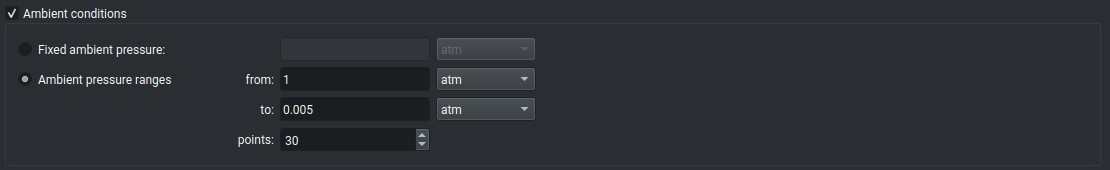 Ambient conditions
Fixed ambient pressure: atm
Ambient pressure ranges from: 1 atm
to: 0.005 atm
points: 30